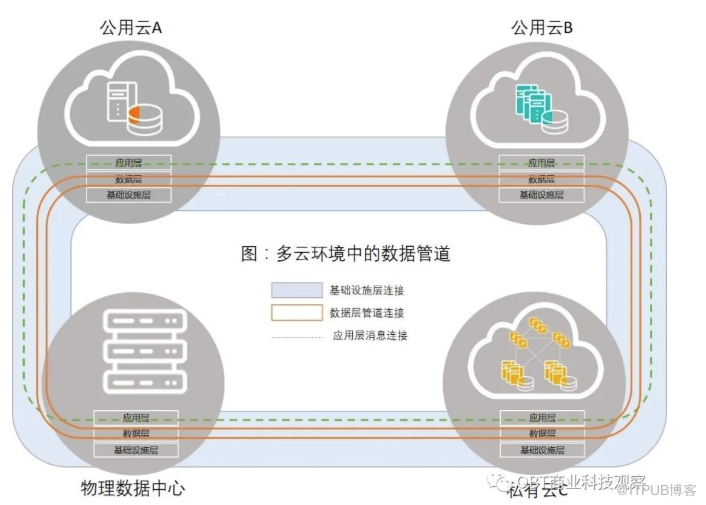 公用云A
公用云B
应用层
数据层
基础设施层
应用层
数据层
基础设施层
图：多云环境中的数据管道
基础设施层连接
数据层管道连接
应用层消息连接
应用层
数据层
基础设施层
应用层
数据层
基础设施层
物理数据中心
私有云C
商业科技观察
@ITPUB博客